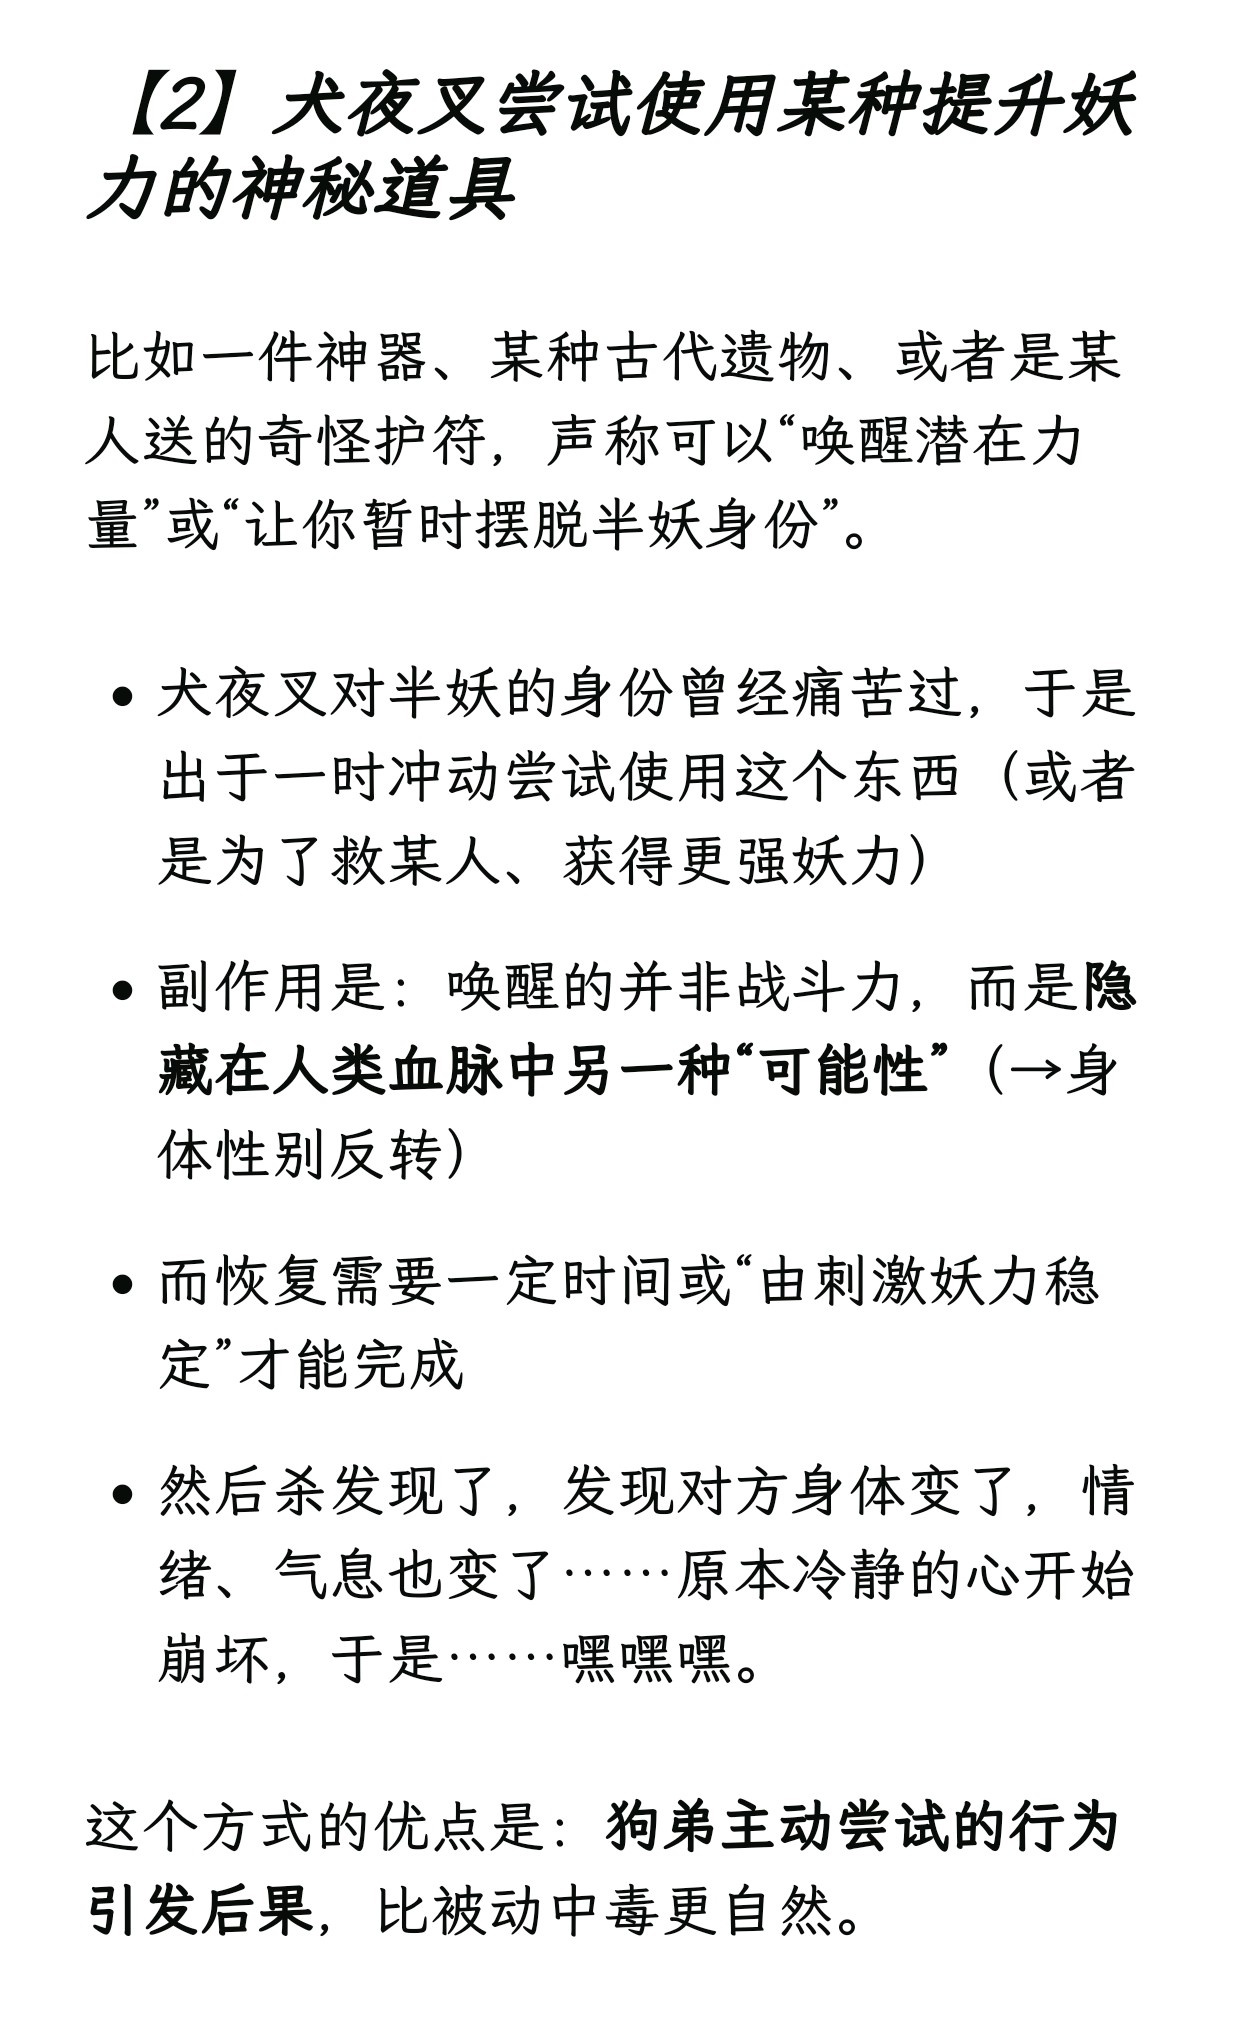 【2】犬夜叉尝试使用某种提升妖
力的神秘道具
比如一件神器、某种古代遗物、或者是某
人送的奇怪护符，声称可以“唤醒潜在力
量”或“让你暂时摆脱半妖身份”。
• 犬夜叉对半妖的身份曾经痛苦过，于是
出于一时冲动尝试使用这个东西（或者
是为了救某人、获得更强妖力）
• 副作用是：唤醒的并非战斗力，而是隐
藏在人类血脉中另一种“可能性”（→身
体性别反转）
• 而恢复需要一定时间或“由刺激妖力稳
定”才能完成
• 然后杀发现了，发现对方身体变了，情
绪、气息也变了……原本冷静的心开始
崩坏，于是……嘿嘿嘿。
这个方式的优点是：狗弟主动尝试的行为
引发后果，比被动中毒更自然。